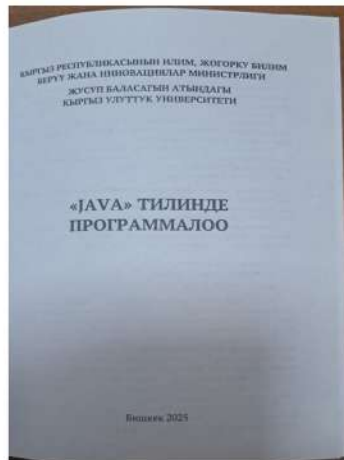 КЫРГЫЗ РЕСПУБЛИКАСЫНЫН ИЛИМ, ЖОГОРКУ БИЛИМ
БЕРҮҮ ЖАНА ИННОВАЦИЯЛАР МИНИСТРЛИГИ
ЖУСУП БАЛАСАГЫН АТЫНДАГЫ
КЫРГЫЗ УЛУТТУК УНИВЕРСИТЕТИ
«JAVA» ТИЛИНДЕ
ПРОГРАММАЛОО
Бишкек 2025